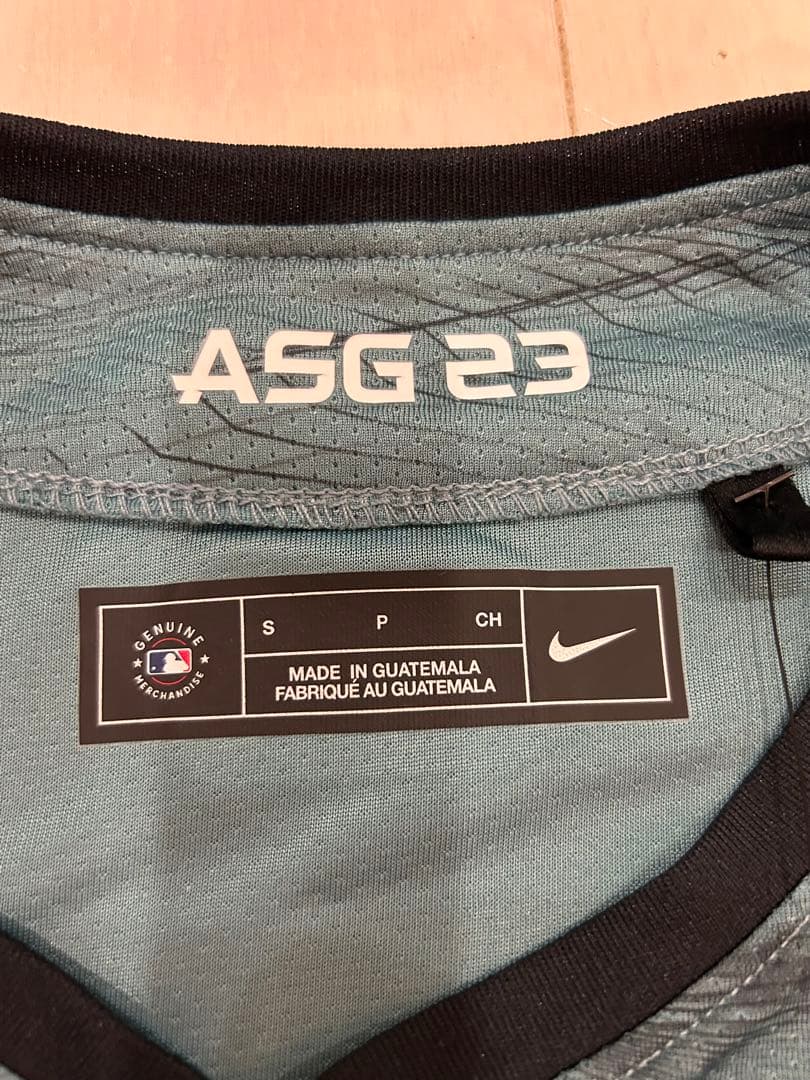 ASG 23
GENUINE
MERCHANDISE
S P CH
MADE IN GUATEMALA
FABRIQUÉ AU GUATEMALA